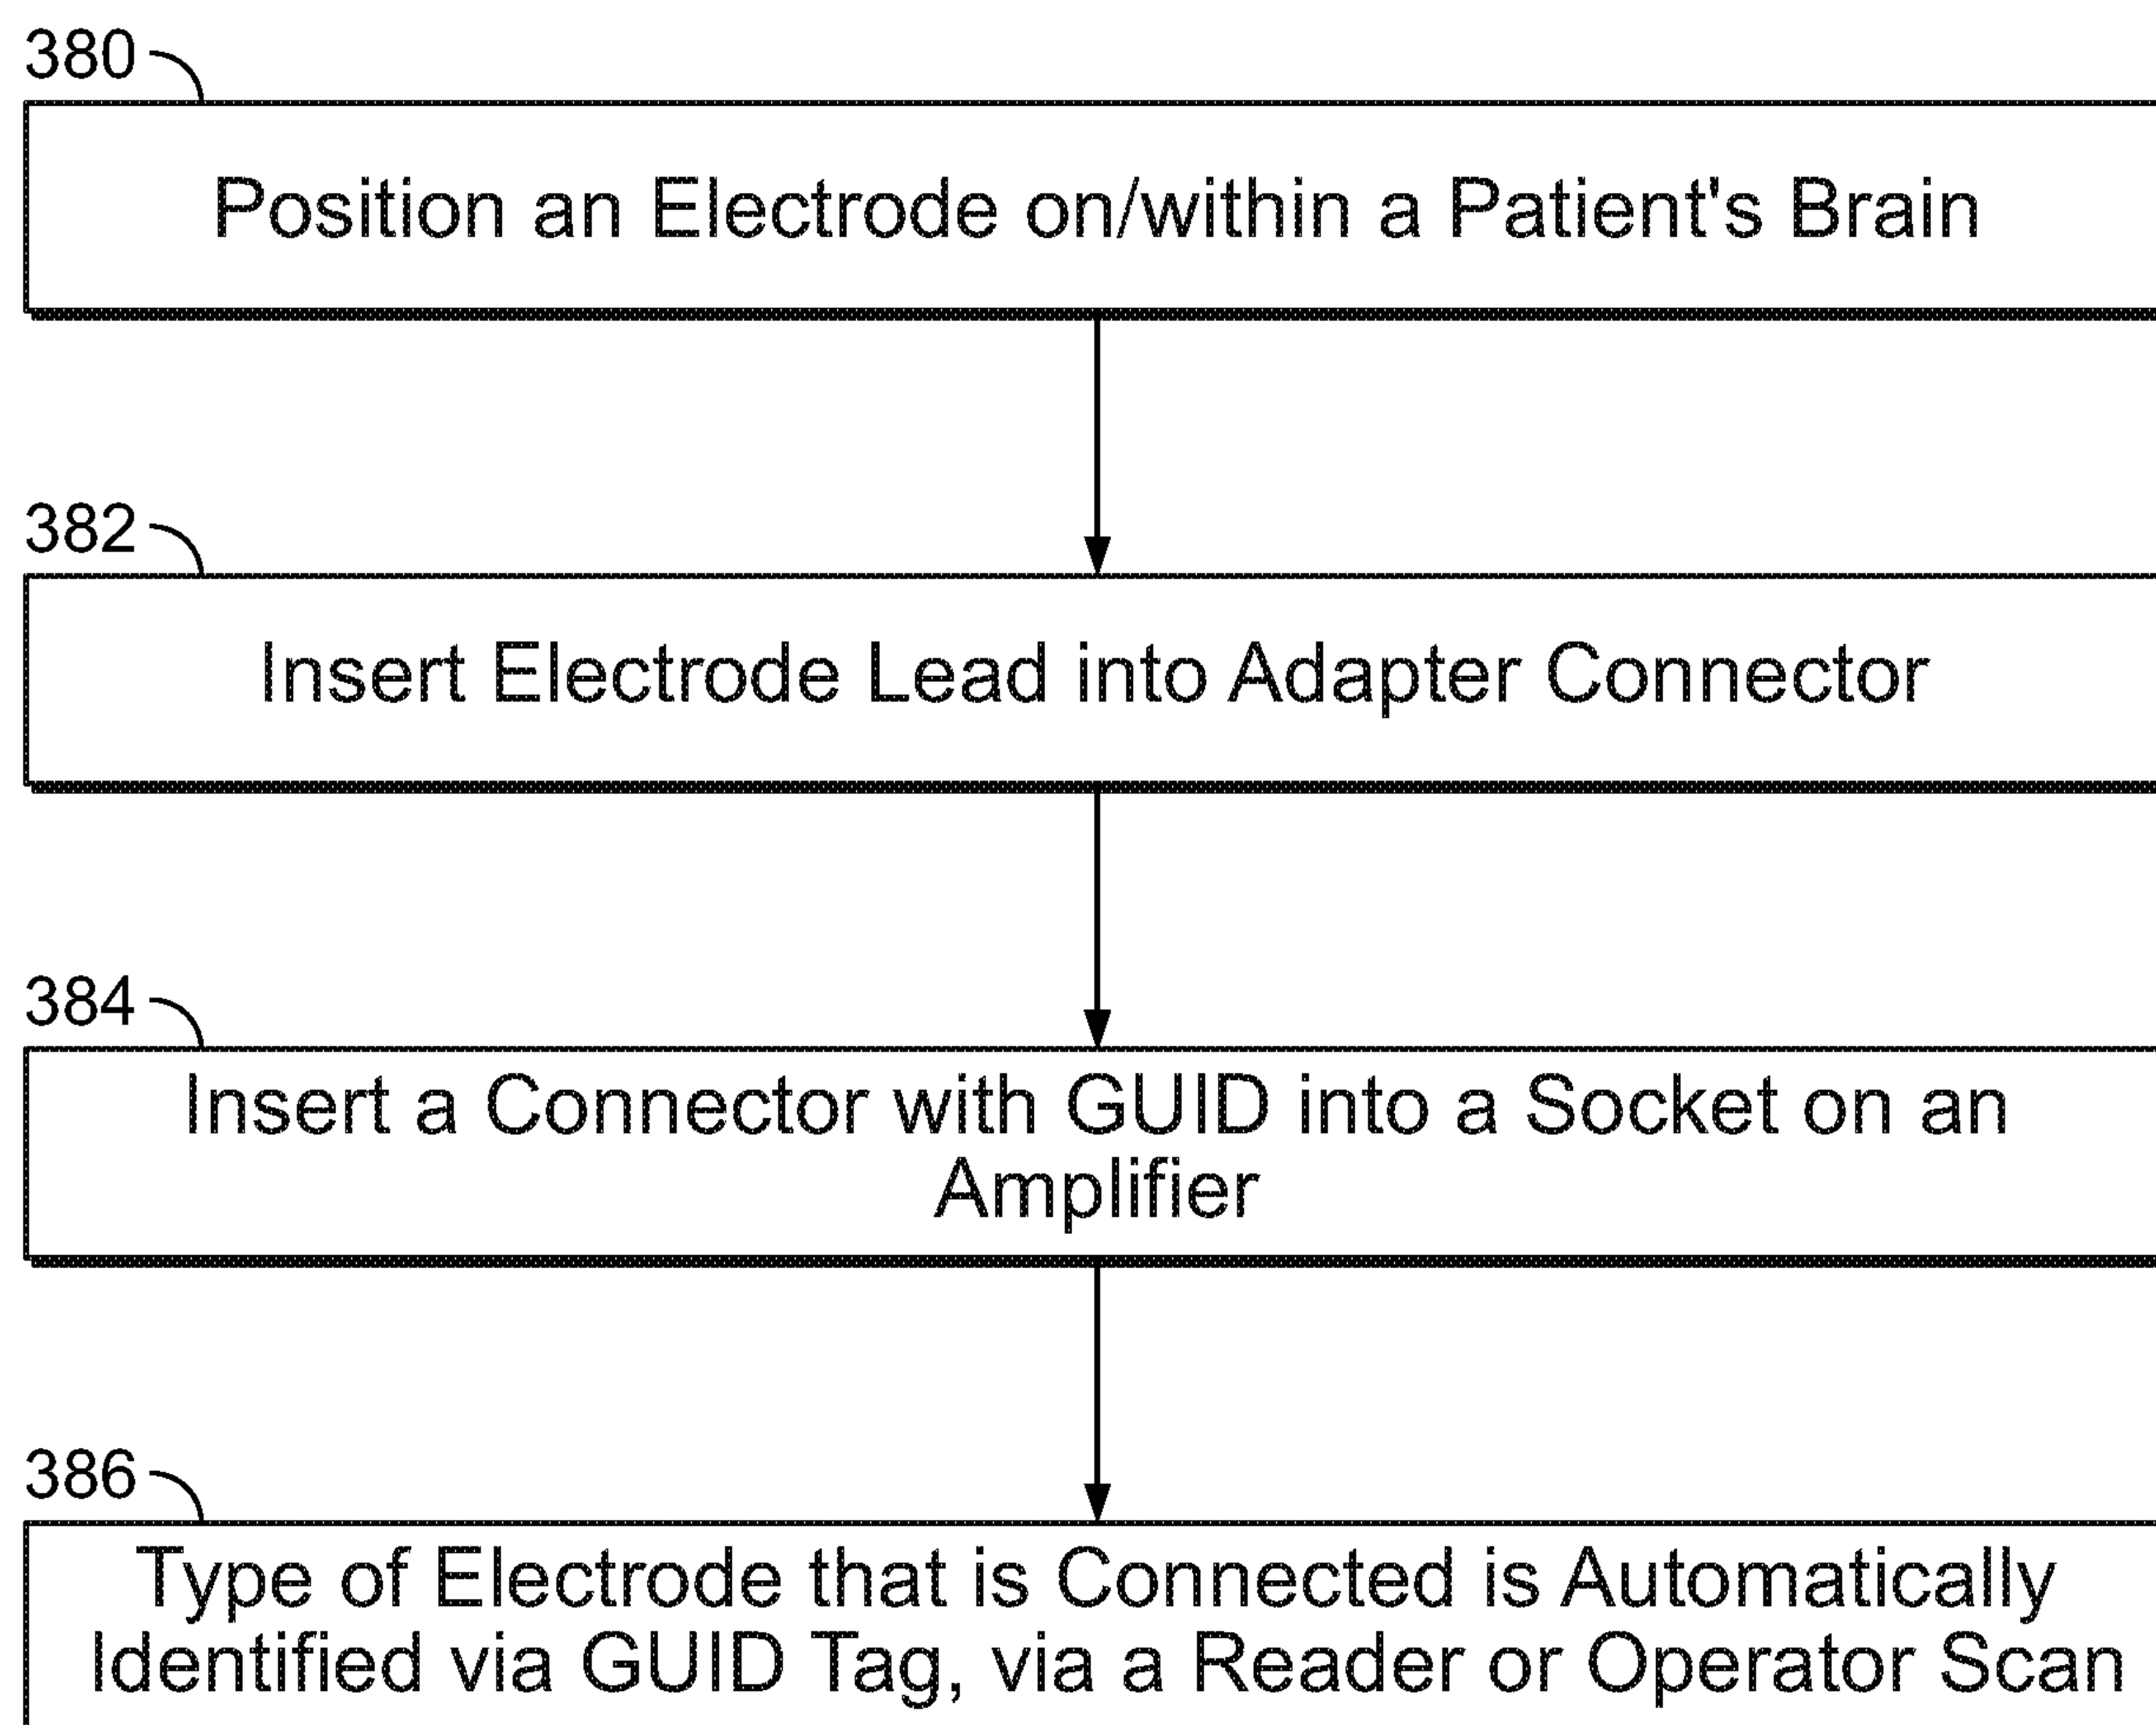 380
Position an Electrode on/within a Patient's Brain
382
Insert Electrode Lead into Adapter Connector
384
Insert a Connector with GUID into a Socket on an
Amplifier
386
Type of Electrode that is Connected is Automatically
Identified via GUID Tag, via a Reader or Operator Scan